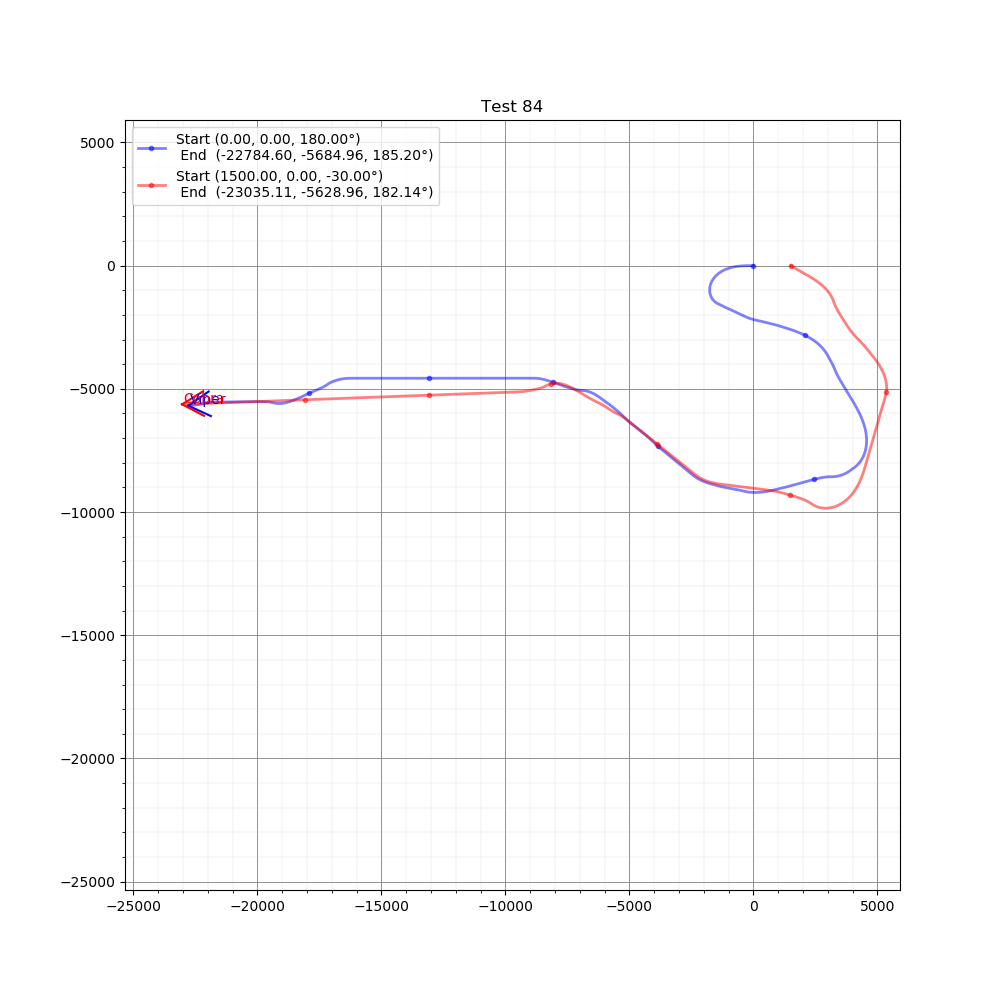 Test 84
Start (0.00, 0.00, 180.00°)
End (-22784.60, -5684.96, 185.20°)
Start (1500.00, 0.00, -30.00°)
End (-23035.11, -5628.96, 182.14°)
5000
0
−5000
−10000
−15000
−20000
−25000
−25000 −20000 −15000 −10000 −5000 0 5000